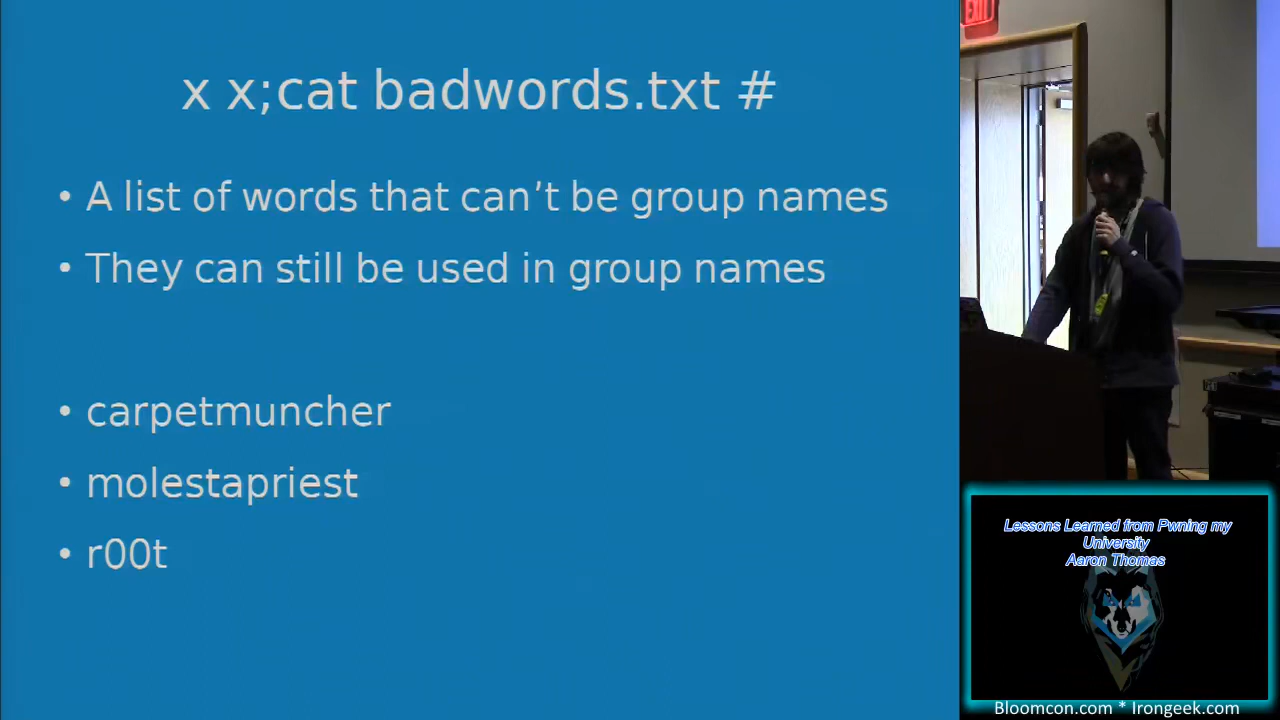 x x;cat badwords.txt #
• A list of words that can’t be group names
• They can still be used in group names
• carpetmuncher
• molestapriest
• r00t
EXIT
Lessons Learned from Pwning my
University
Aaron Thomas
Bloomcon.com * Irongeek.com